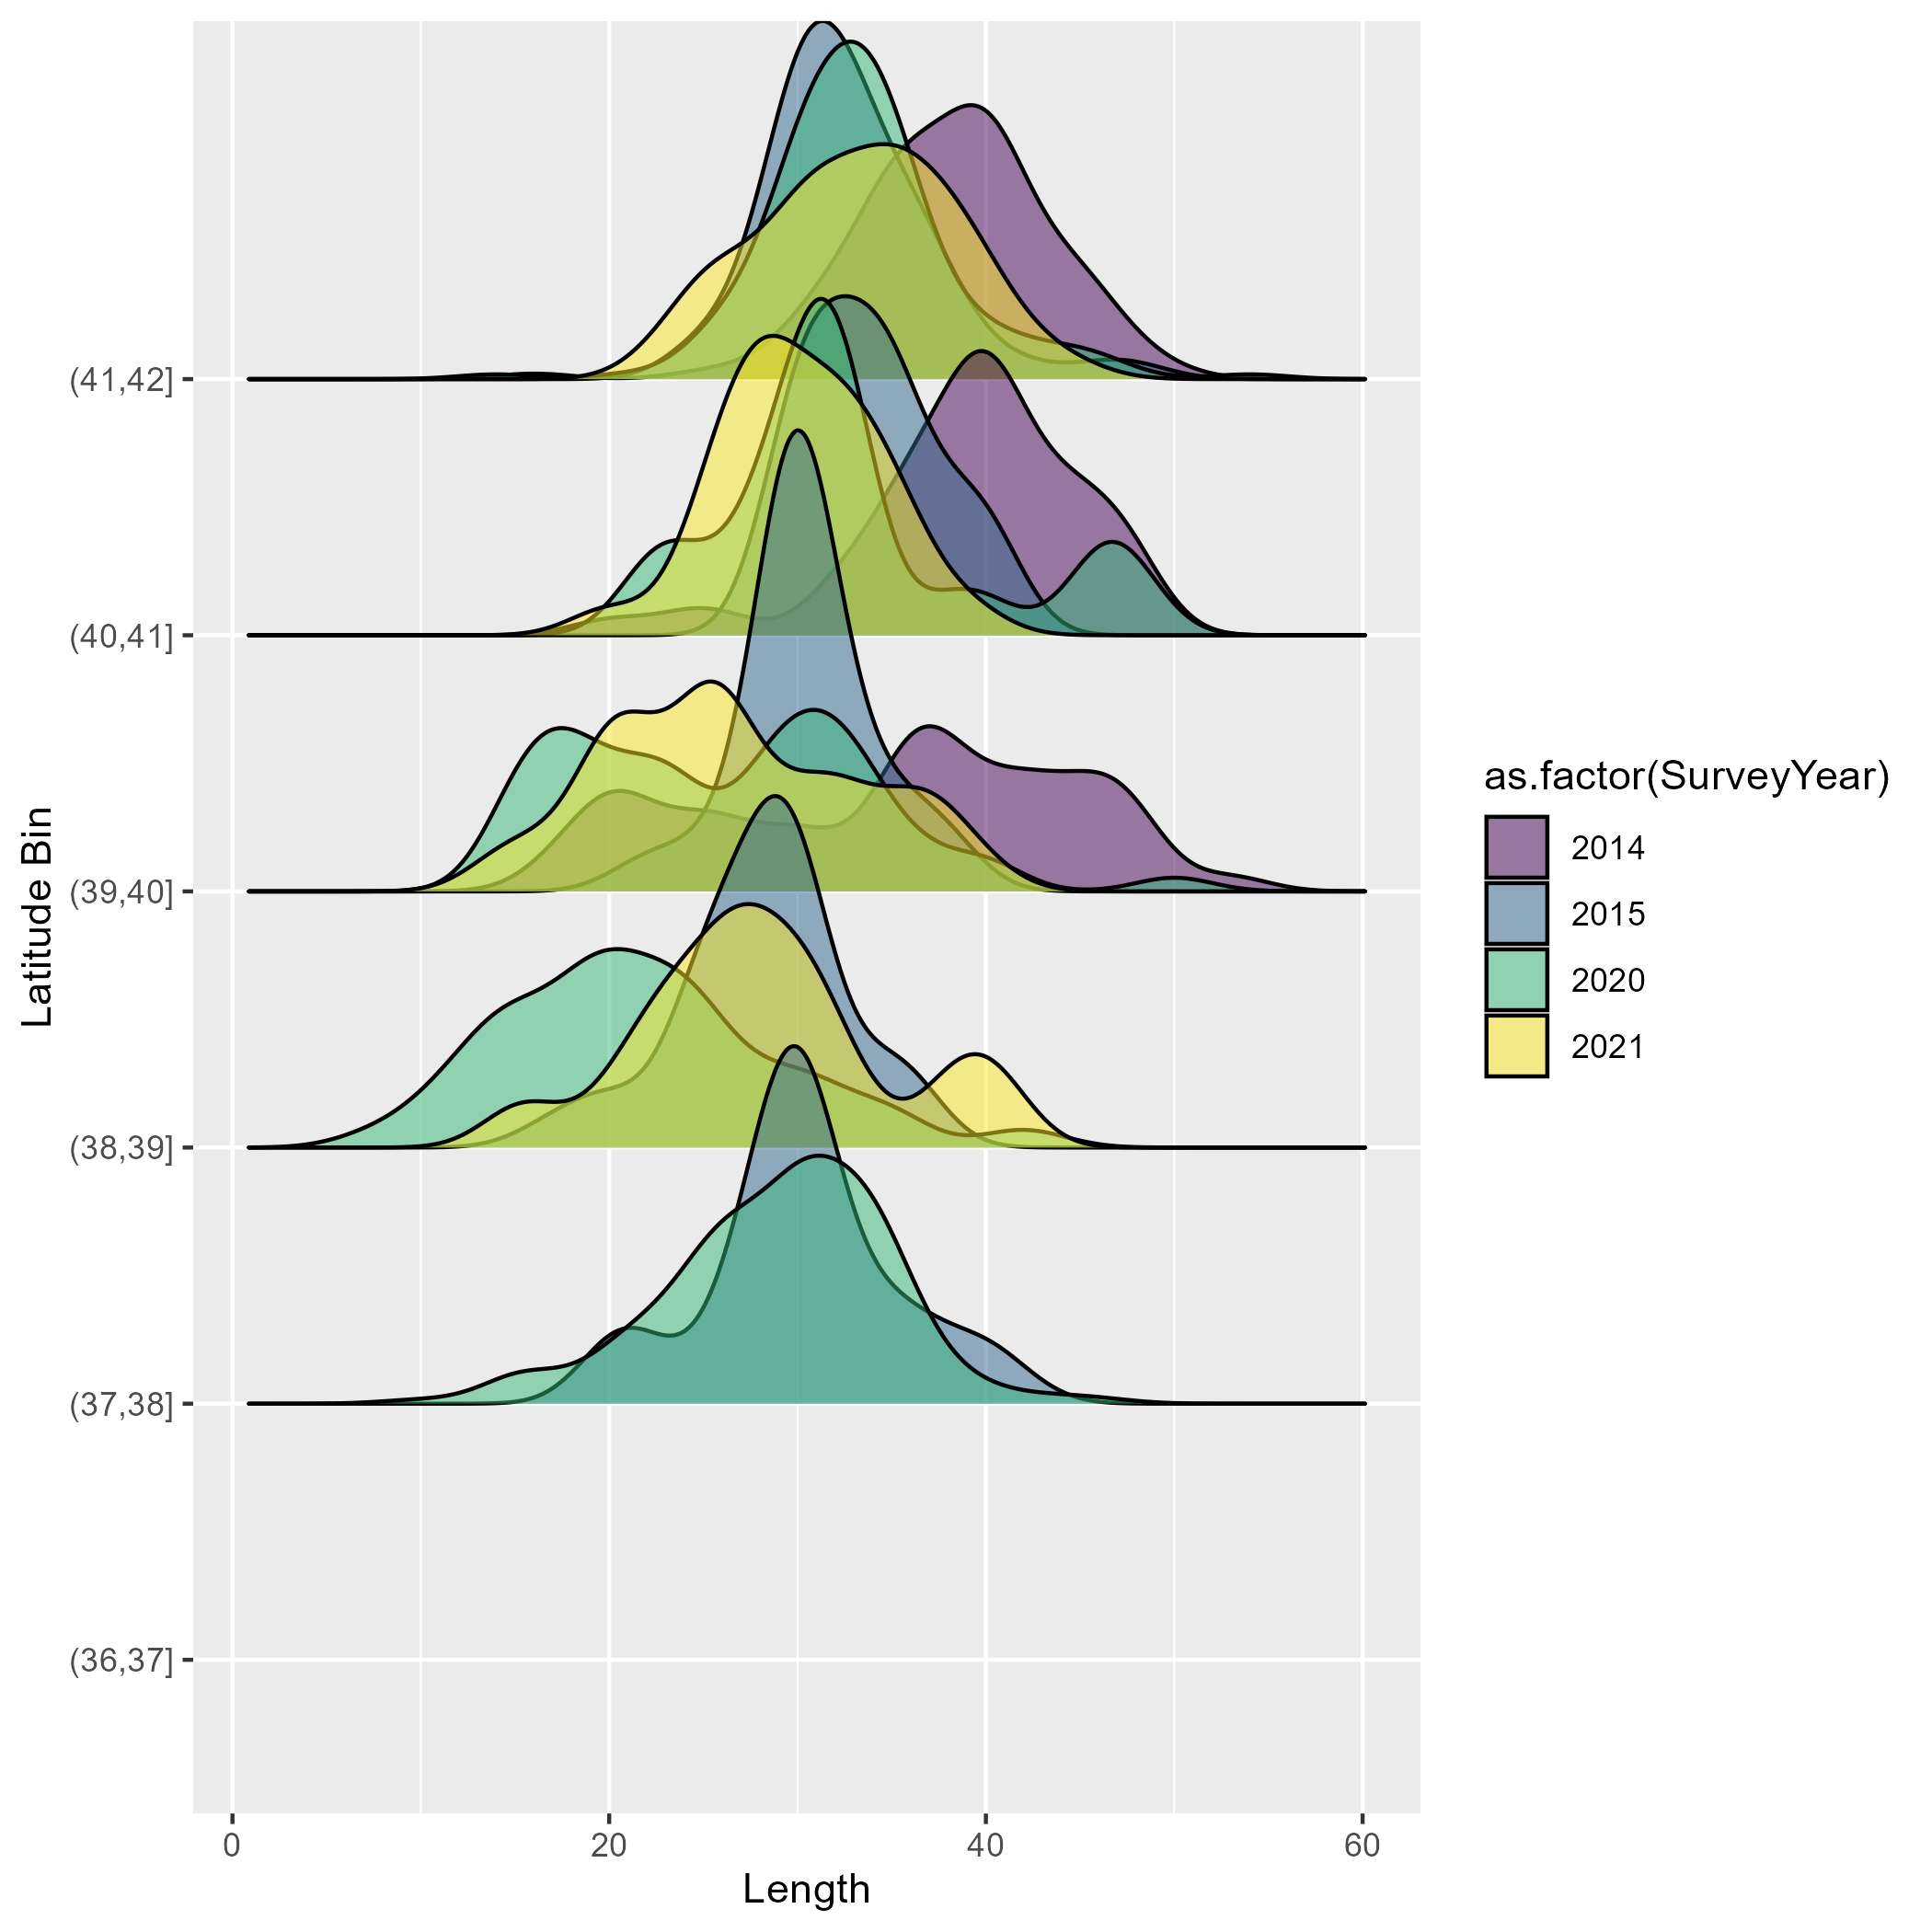 (41,42]
(40,41]
(39,40]
(38,39]
(37,38]
(36,37]
Latitude Bin
0 20 40 60
Length
as.factor(SurveyYear)
2014
2015
2020
2021